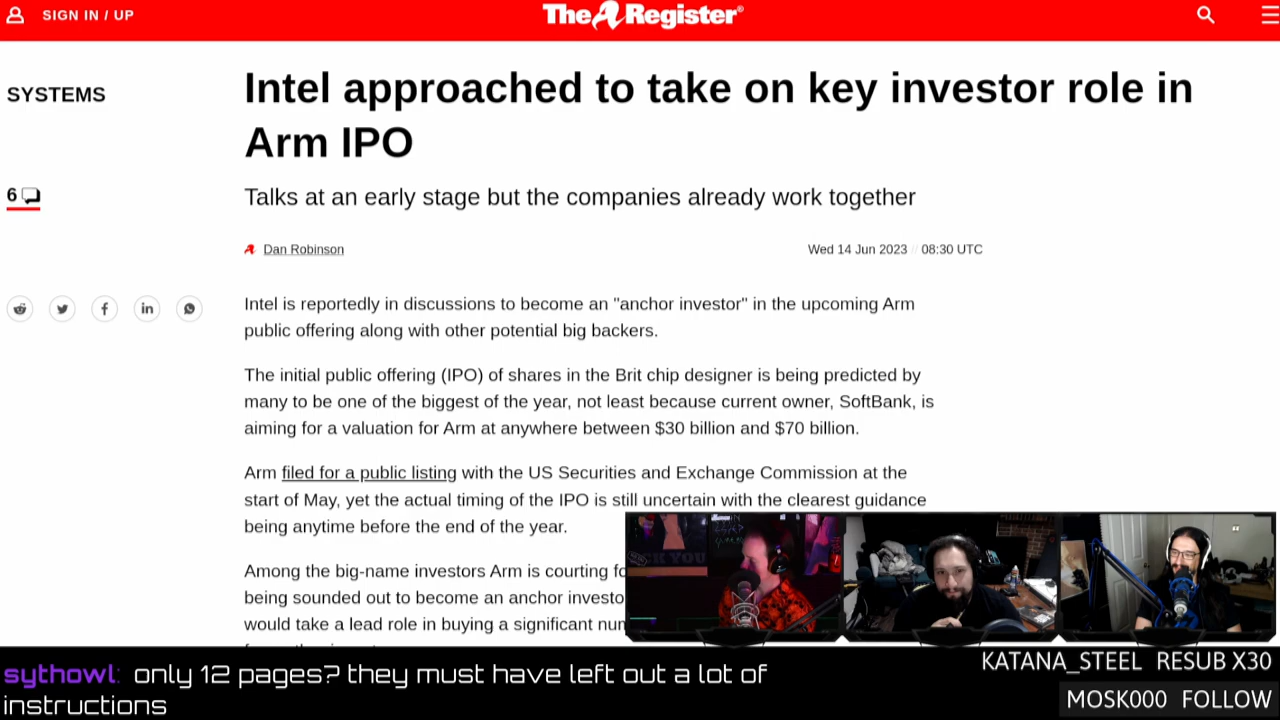 SIGN IN / UP
The Register®
SYSTEMS
Intel approached to take on key investor role in
Arm IPO
6
Talks at an early stage but the companies already work together
Dan Robinson
Wed 14 Jun 2023 // 08:30 UTC
Intel is reportedly in discussions to become an "anchor investor" in the upcoming Arm
public offering along with other potential big backers.
The initial public offering (IPO) of shares in the Brit chip designer is being predicted by
many to be one of the biggest of the year, not least because current owner, SoftBank, is
aiming for a valuation for Arm at anywhere between $30 billion and $70 billion.
Arm filed for a public listing with the US Securities and Exchange Commission at the
start of May, yet the actual timing of the IPO is still uncertain with the clearest guidance
being anytime before the end of the year.
Among the big-name investors Arm is courting
being sounded out to become an anchor
would take a lead role in buying a significant
sythowl: only 12 pages? they must have left out a lot of
instructions
KATANA_STEEL RESUB X30
MOSK000 FOLLOW